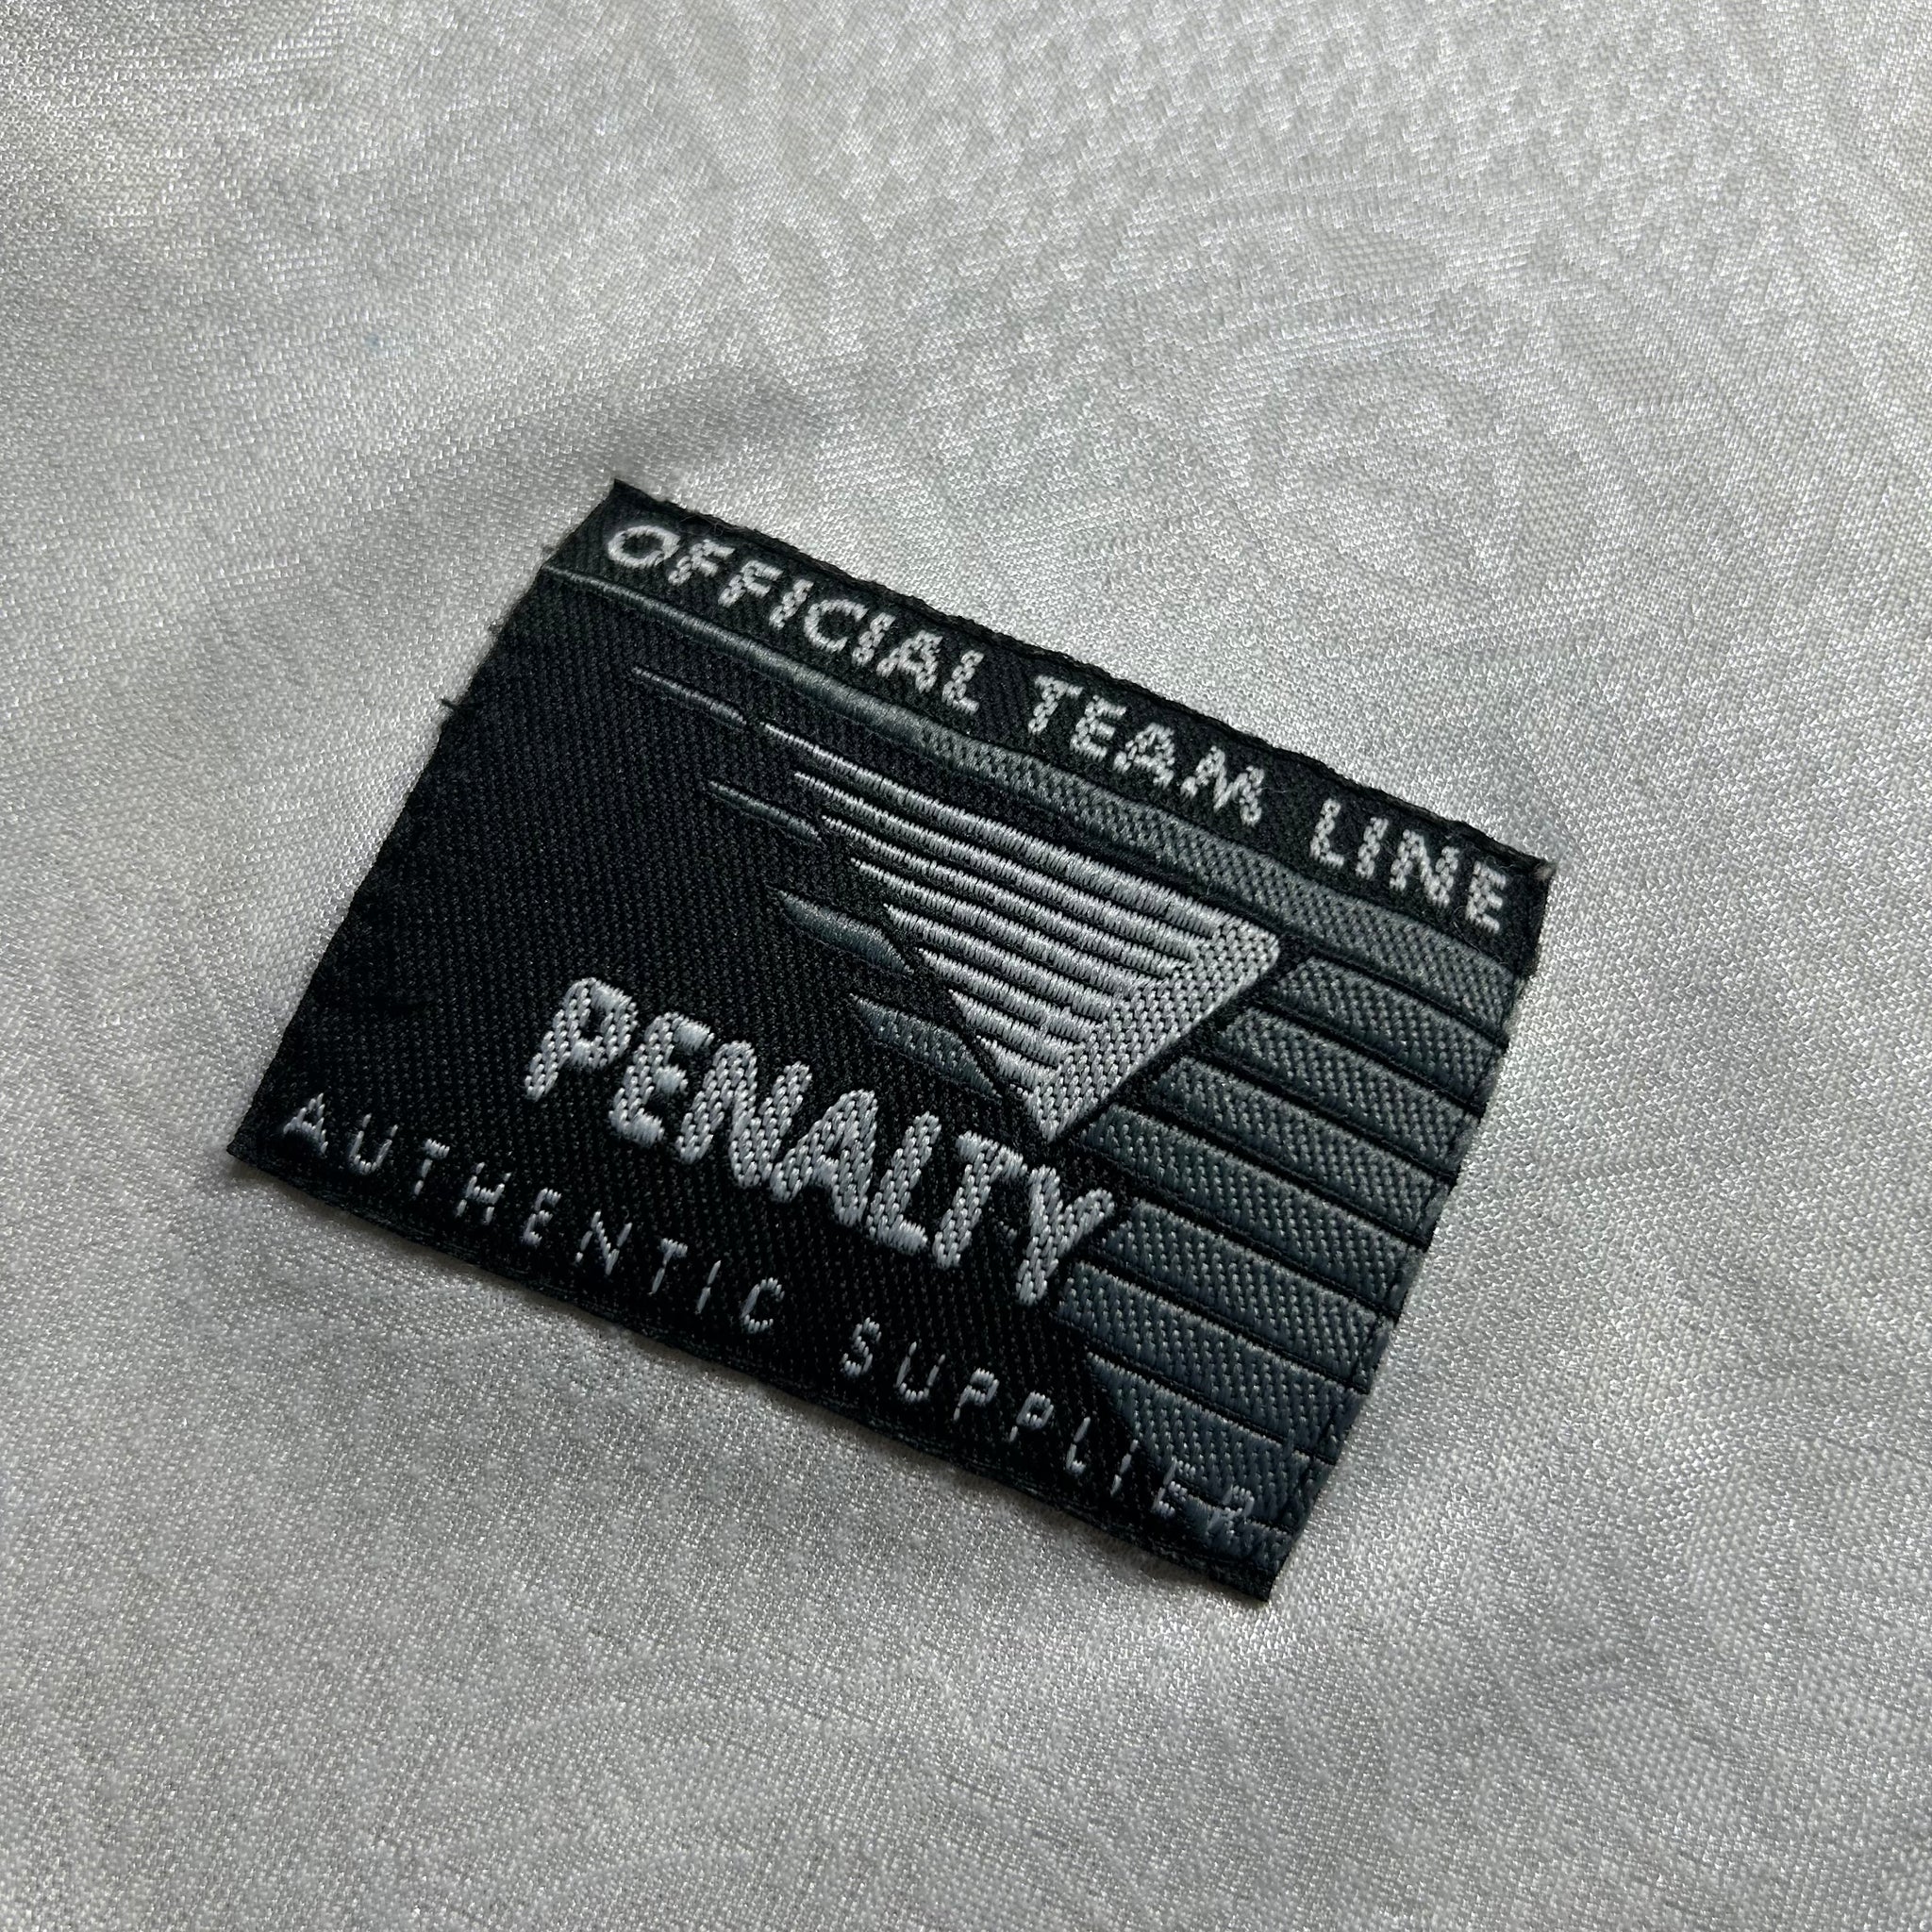 OFFICIAL TEAM LINE
PENALTY
AUTHENTIC SUPPLIER